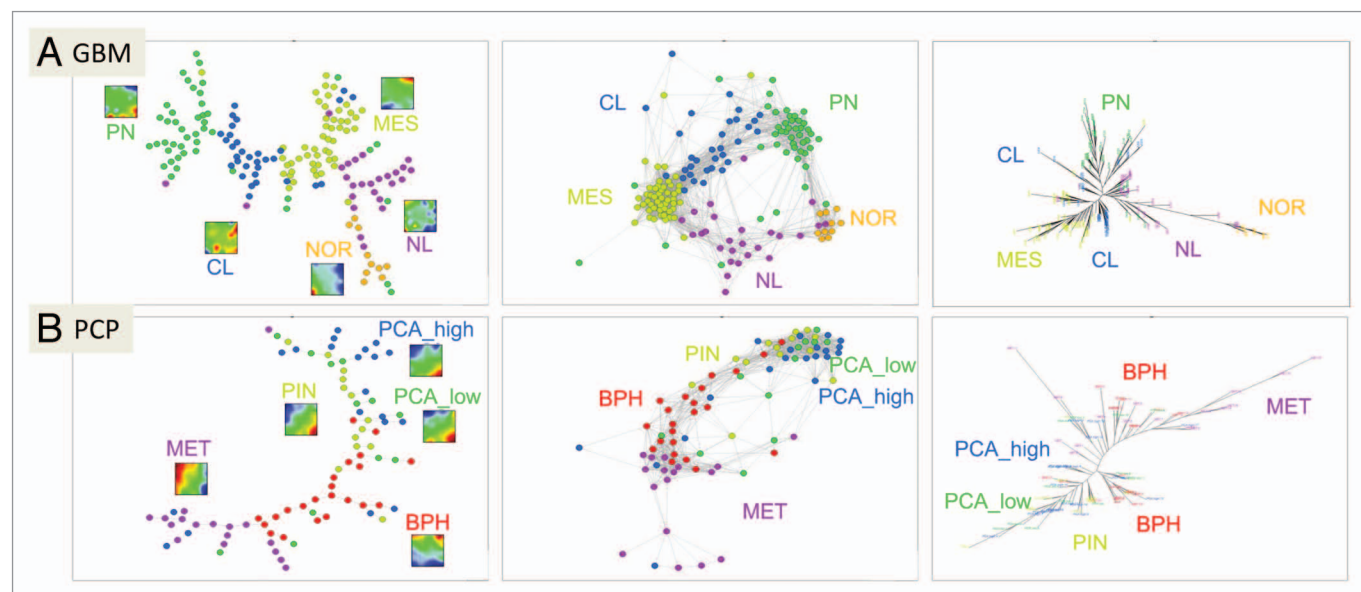 A GBM
PN
MES
CL
NOR
NL
CL
PN
MES
NOR
NL
PN
CL
NOR
MES
CL
NL
B PCP
PCA_high
PIN
PCA_low
MET
BPH
PIN
PCA_low
BPH
PCA_high
MET
BPH
MET
PCA_high
PCA_low
BPH
PIN